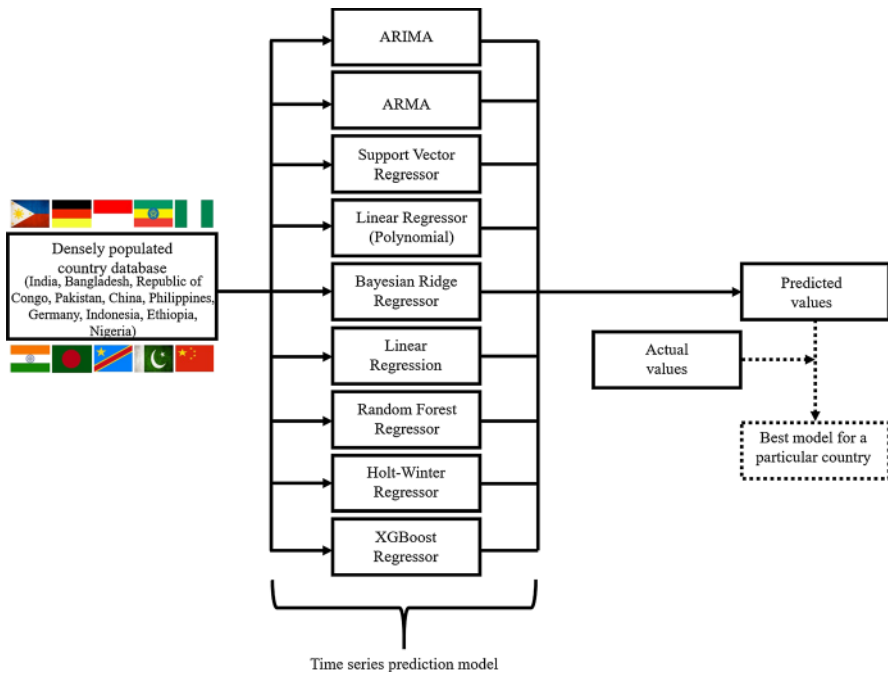 Densely populated
country database
(India, Bangladesh, Republic of
Congo, Pakistan, China, Philippines,
Germany, Indonesia, Ethiopia,
Nigeria)
ARIMA
ARMA
Support Vector
Regressor
Linear Regressor
(Polynomial)
Bayesian Ridge
Regressor
Linear
Regression
Random Forest
Regressor
Holt-Winter
Regressor
XGBoost
Regressor
Time series prediction model
Predicted
values
Actual
values
Best model for a
particular country